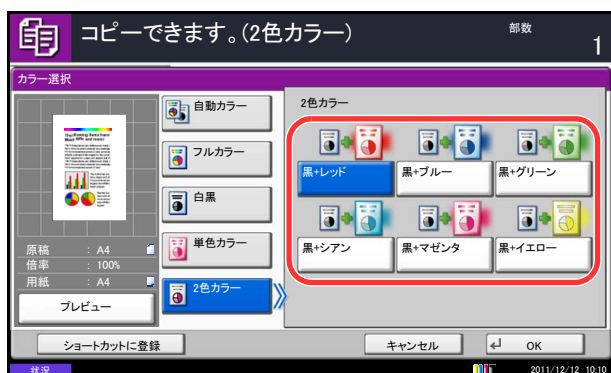 コピーできます。(2色カラー)
部数
1
カラー選択
自動カラー
フルカラー
白黒
単色カラー
2色カラー
原稿 : A4
倍率 : 100%
用紙 : A4
プレビュー
2色カラー
黒+レッド
黒+ブルー
黒+グリーン
黒+シアン
黒+マゼンタ
黒+イエロー
ショートカットに登録
キャンセル
OK
状況
2011/12/12 10:10